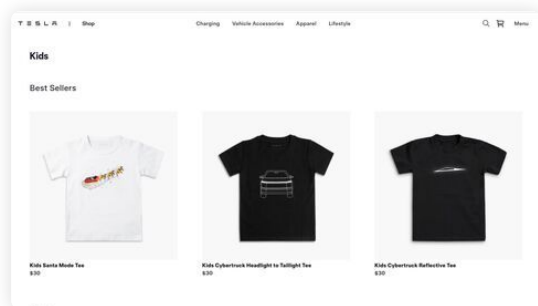 TESLA | Shop
Charging Vehicle Accessories Apparel Lifestyle
Menu
Kids
Best Sellers
Kids Santa Mode Tee
$30
Kids Cybertruck Headlight to Taillight Tee
$30
Kids Cybertruck Reflective Tee
$30